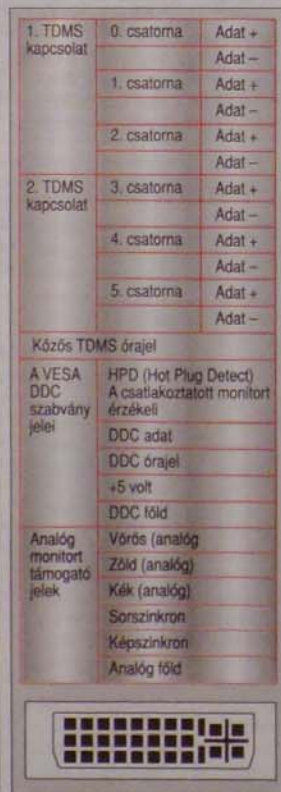 1. TDMS kapcsolat 0. csatorna Adat +
Adat –
1. csatorna Adat +
Adat –
2. csatorna Adat +
Adat –
2. TDMS kapcsolat 3. csatorna Adat +
Adat –
4. csatorna Adat +
Adat –
5. csatorna Adat +
Adat –
Közös TDMS órajel
A VESA DDC szabvány jelei
HPD (Hot Plug Detect)
A csatlakoztatott monitort
érzékeli
DDC adat
DDC órajel
+5 volt
DDC föld
Analóg monitort támogató jelek
Vörös (analóg
Zöld (analóg)
Kék (analóg)
Sorszinkron
Képszinkron
Analóg föld